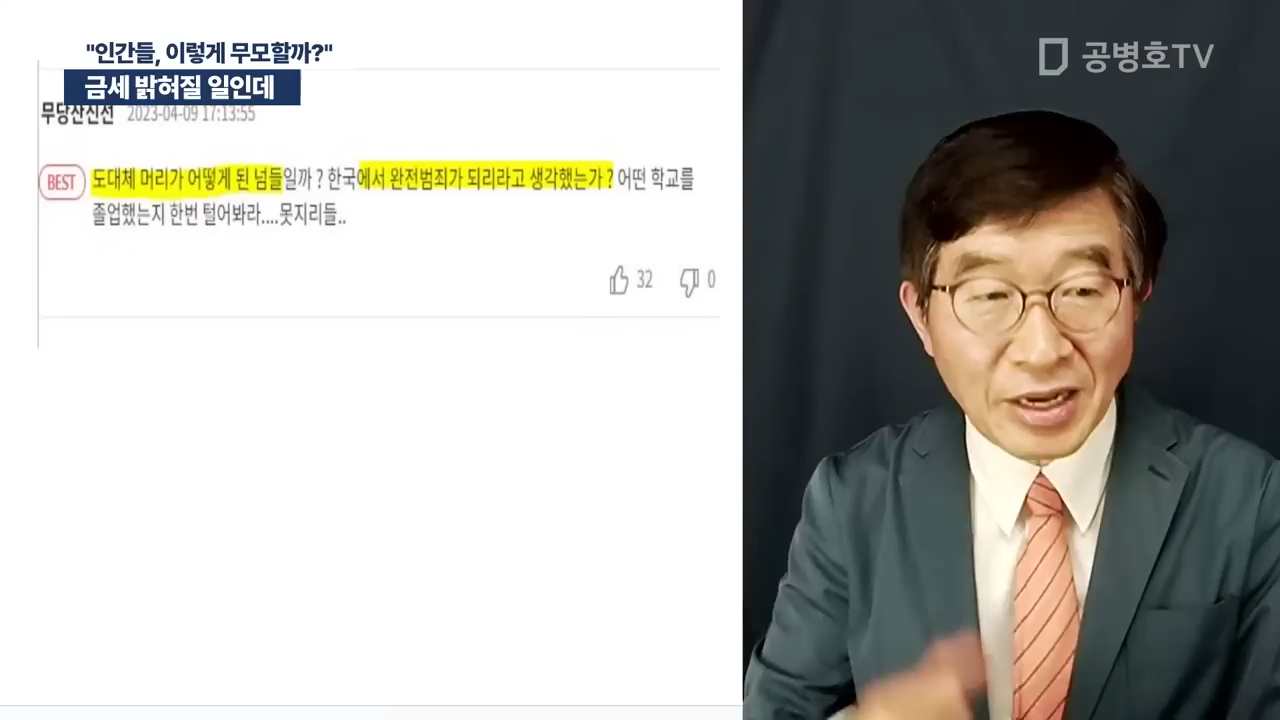 "인간들, 이렇게 무모할까?"
금세 밝혀질 일인데
공병호TV
무당산신선 2023-04-09 17:13:55
BEST 도대체 머리가 어떻게 된 넘들일까 ? 한국에서 완전범죄가 되리라고 생각했는가 ? 어떤 학교를
졸업했는지 한번 털어봐라....못지리들..
32 0